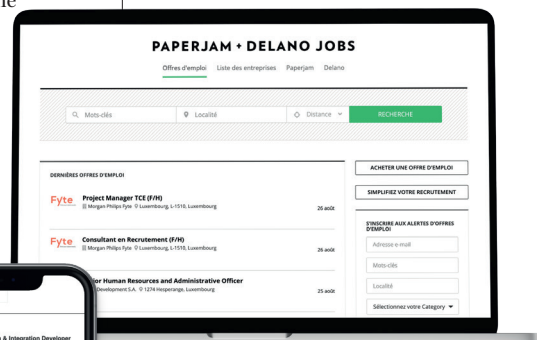 le
PAPERJAM + DELANO JOBS
Offres d'emploi Liste des entreprises Paperjam Delano
Mots-clés Localité Distance RECHERCHE
DERNIÈRES OFFRES D'EMPLOI
Fyte Project Manager TCE (F/H)
Morgan Philips Fyte Luxembourg, L-1510, Luxembourg
26 août
Fyte Consultant en Recrutement (F/H)
Morgan Philips Fyte Luxembourg, L-1510, Luxembourg
26 août
or Human Resources and Administrative Officer
Development S.A. 1274 Hesperange, Luxembourg
25 août
ACHETER UNE OFFRE D'EMPLOI
SIMPLIFIEZ VOTRE RECRUTEMENT
S'INSCRIRE AUX ALERTES D'OFFRES
D'EMPLOI
Adresse e-mail
Mots-clés
Localité
Sélectionnez votre Category
& Integration Developer